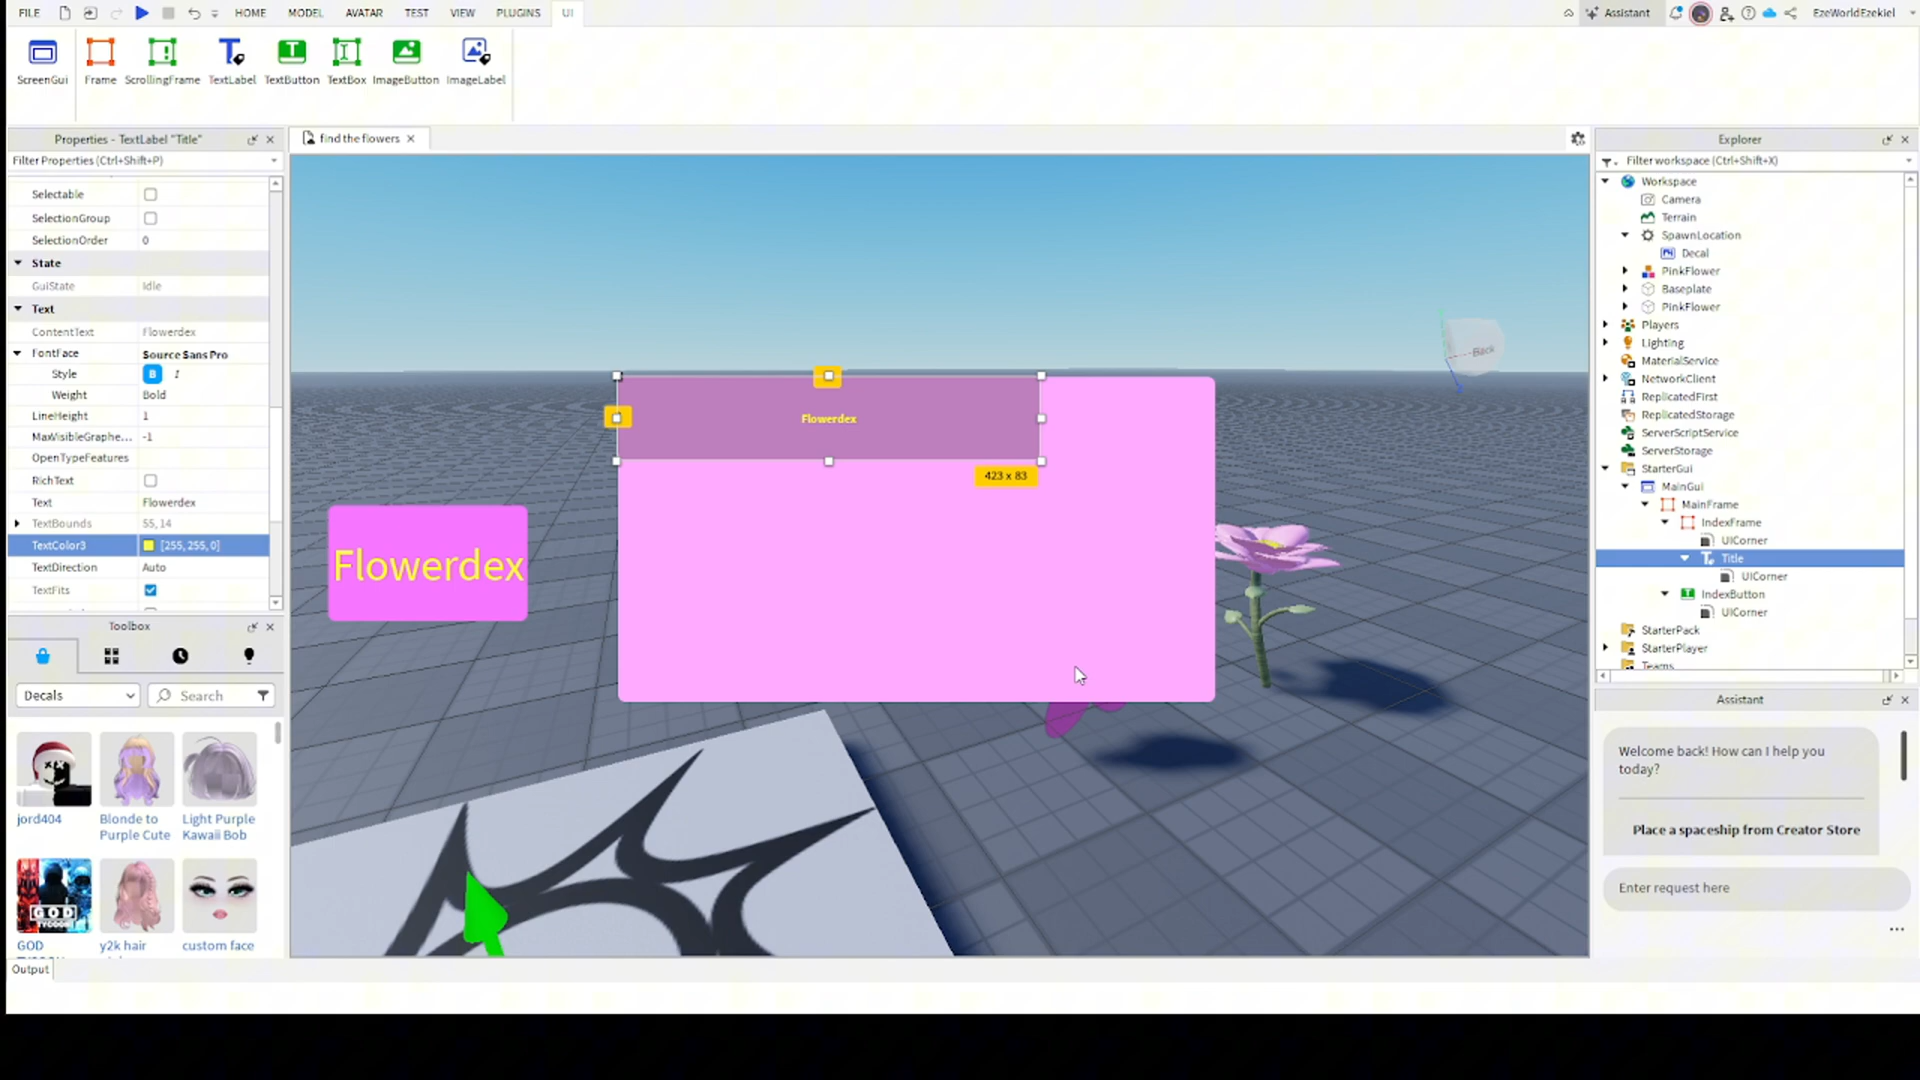 FILE HOME MODEL AVATAR TEST VIEW PLUGINS UI Assistant EzeWorldEzekiel
ScreenGui Frame ScrollingFrame TextLabel TextButton TextBox ImageButton ImageLabel
Properties - TextLabel "Title"
Filter Properties (Ctrl+Shift+P)
Selectable
SelectionGroup
SelectionOrder 0
State
GuiState Idle
Text
ContentText Flowerdex
FontFace Source Sans Pro
Style B I
Weight Bold
LineHeight 1
MaxVisibleGraphe... -1
OpenTypeFeatures
RichText
Text Flowerdex
TextBounds 55, 14
TextColor3 [255, 255, 0]
TextDirection Auto
TextFits
Toolbox
Decals Search
jord404
Blonde to
Purple Cute
Light Purple
Kawaii Bob
GOD
GOD
y2k hair
custom face
Output
find the flowers
Back
Flowerdex
423 x 83
Flowerdex
Explorer
Filter workspace (Ctrl+Shift+X)
Workspace
Camera
Terrain
SpawnLocation
Decal
PinkFlower
Baseplate
PinkFlower
Players
Lighting
MaterialService
NetworkClient
ReplicatedFirst
ReplicatedStorage
ServerScriptService
ServerStorage
StarterGui
MainGui
MainFrame
IndexFrame
UICorner
Title
UICorner
IndexButton
UICorner
StarterPack
StarterPlayer
Teams
Assistant
Welcome back! How can I help you
today?
Place a spaceship from Creator Store
Enter request here